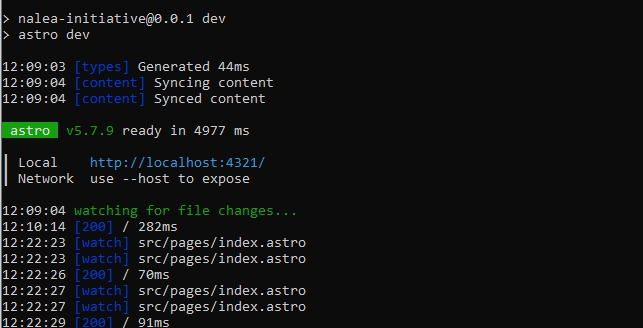 > nalea-initiative@0.0.1 dev
> astro dev
12:09:03 [types] Generated 44ms
12:09:04 [content] Syncing content
12:09:04 [content] Synced content
astro v5.7.9 ready in 4977 ms
┃ Local http://localhost:4321/
┃ Network use --host to expose
12:09:04 watching for file changes...
12:10:14 [200] / 282ms
12:22:23 [watch] src/pages/index.astro
12:22:23 [watch] src/pages/index.astro
12:22:26 [200] / 70ms
12:22:27 [watch] src/pages/index.astro
12:22:27 [watch] src/pages/index.astro
12:22:29 [200] / 91ms